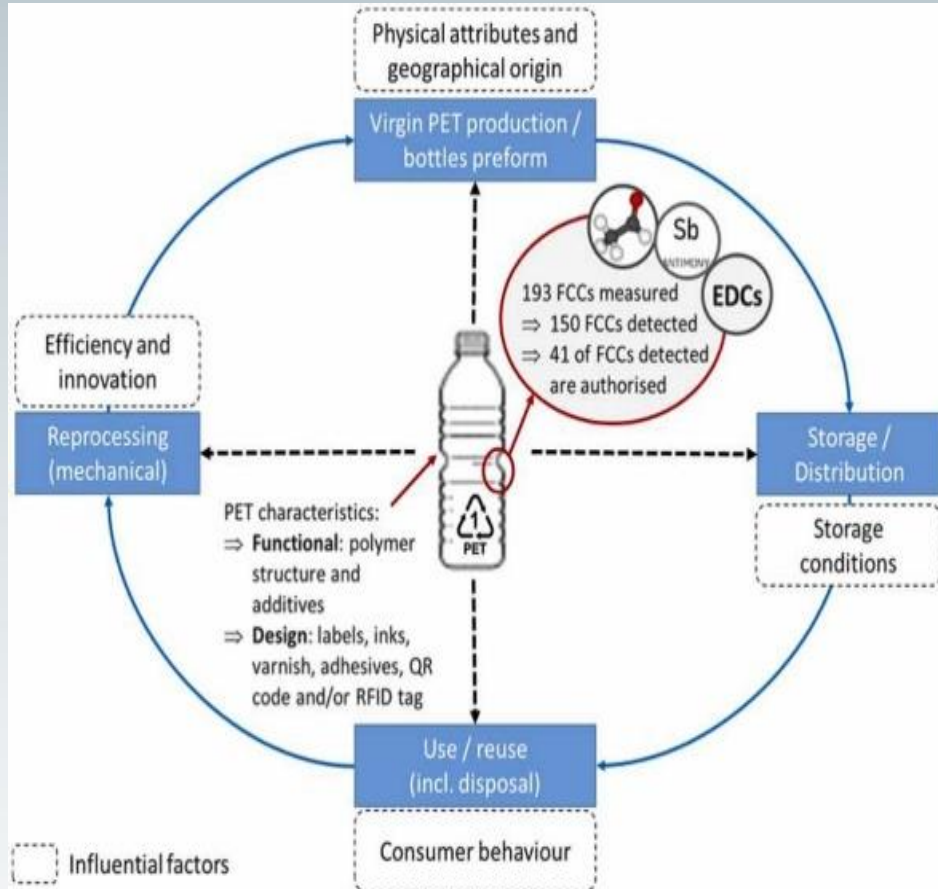 Physical attributes and
geographical origin
Virgin PET production /
bottles preform
Sb
ANTIMONY
EDCs
193 FCCs measured
⇒ 150 FCCs detected
⇒ 41 of FCCs detected
are authorised
Efficiency and
innovation
Reprocessing
(mechanical)
Storage /
Distribution
Storage
conditions
PET characteristics:
⇒ Functional: polymer
structure and
additives
⇒ Design: labels, inks,
varnish, adhesives, QR
code and/or RFID tag
1
PET
Use / reuse
(incl. disposal)
Consumer behaviour
Influential factors